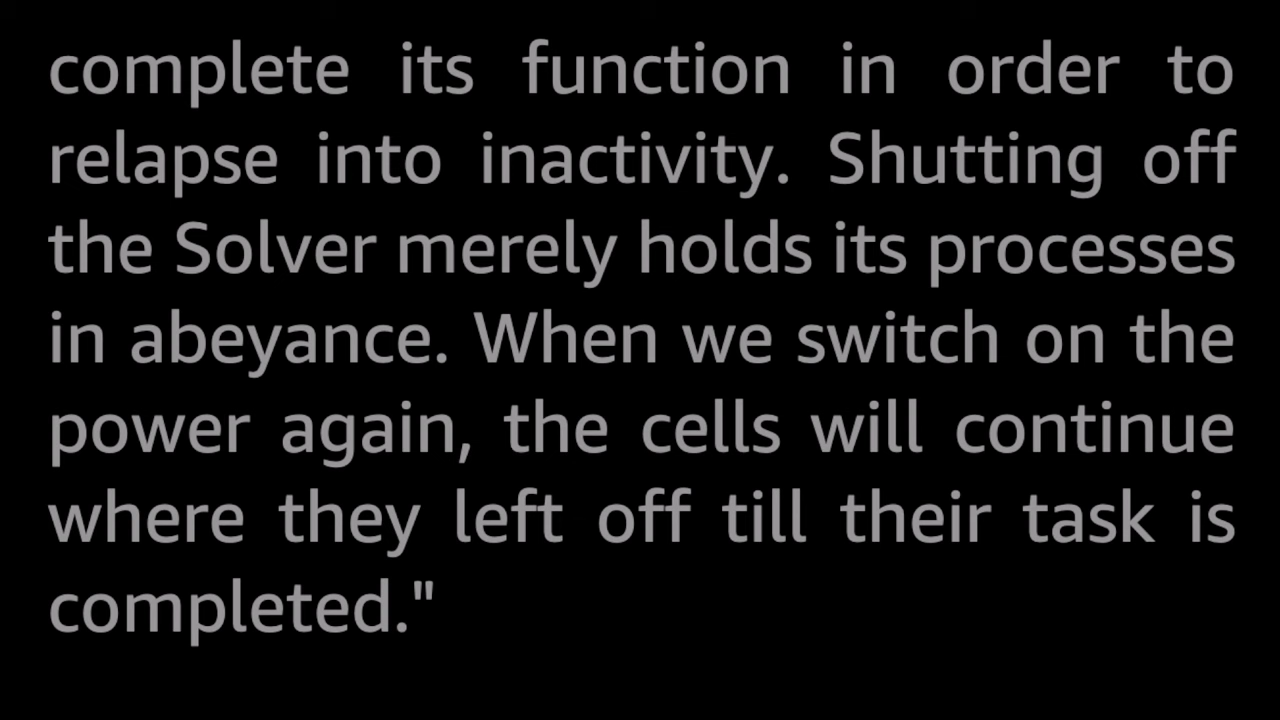 complete its function in order to
relapse into inactivity. Shutting off
the Solver merely holds its processes
in abeyance. When we switch on the
power again, the cells will continue
where they left off till their task is
completed."